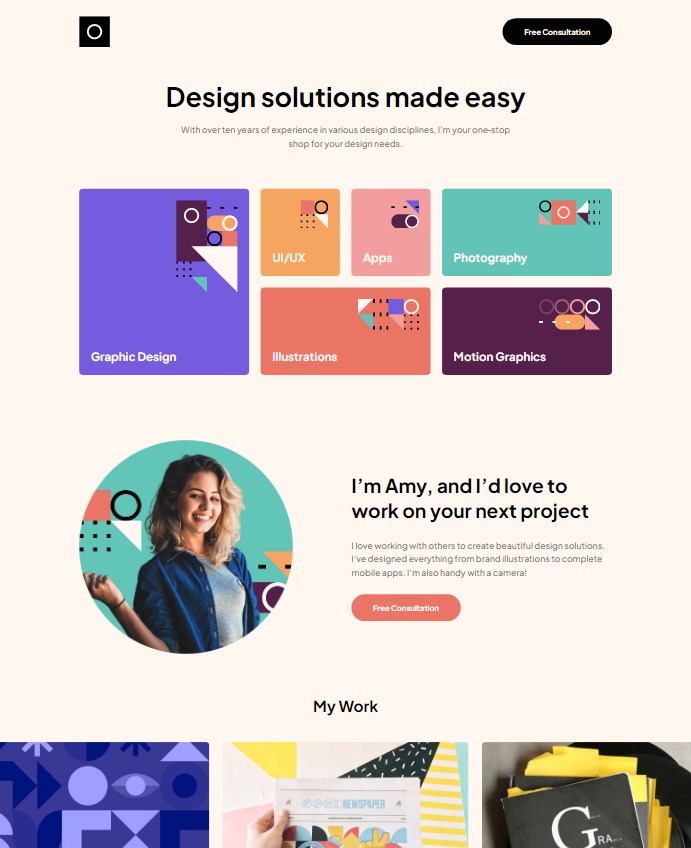 Free Consultation
Design solutions made easy
With over ten years of experience in various design disciplines, I'm your one-stop
shop for your design needs.
Graphic Design
UI/UX
Apps
Photography
Illustrations
Motion Graphics
I’m Amy, and I’d love to
work on your next project
I love working with others to create beautiful design solutions.
I've designed everything from brand illustrations to complete
mobile apps. I'm also handy with a camera!
Free Consultation
My Work
GOOD NEWSPAPER
G